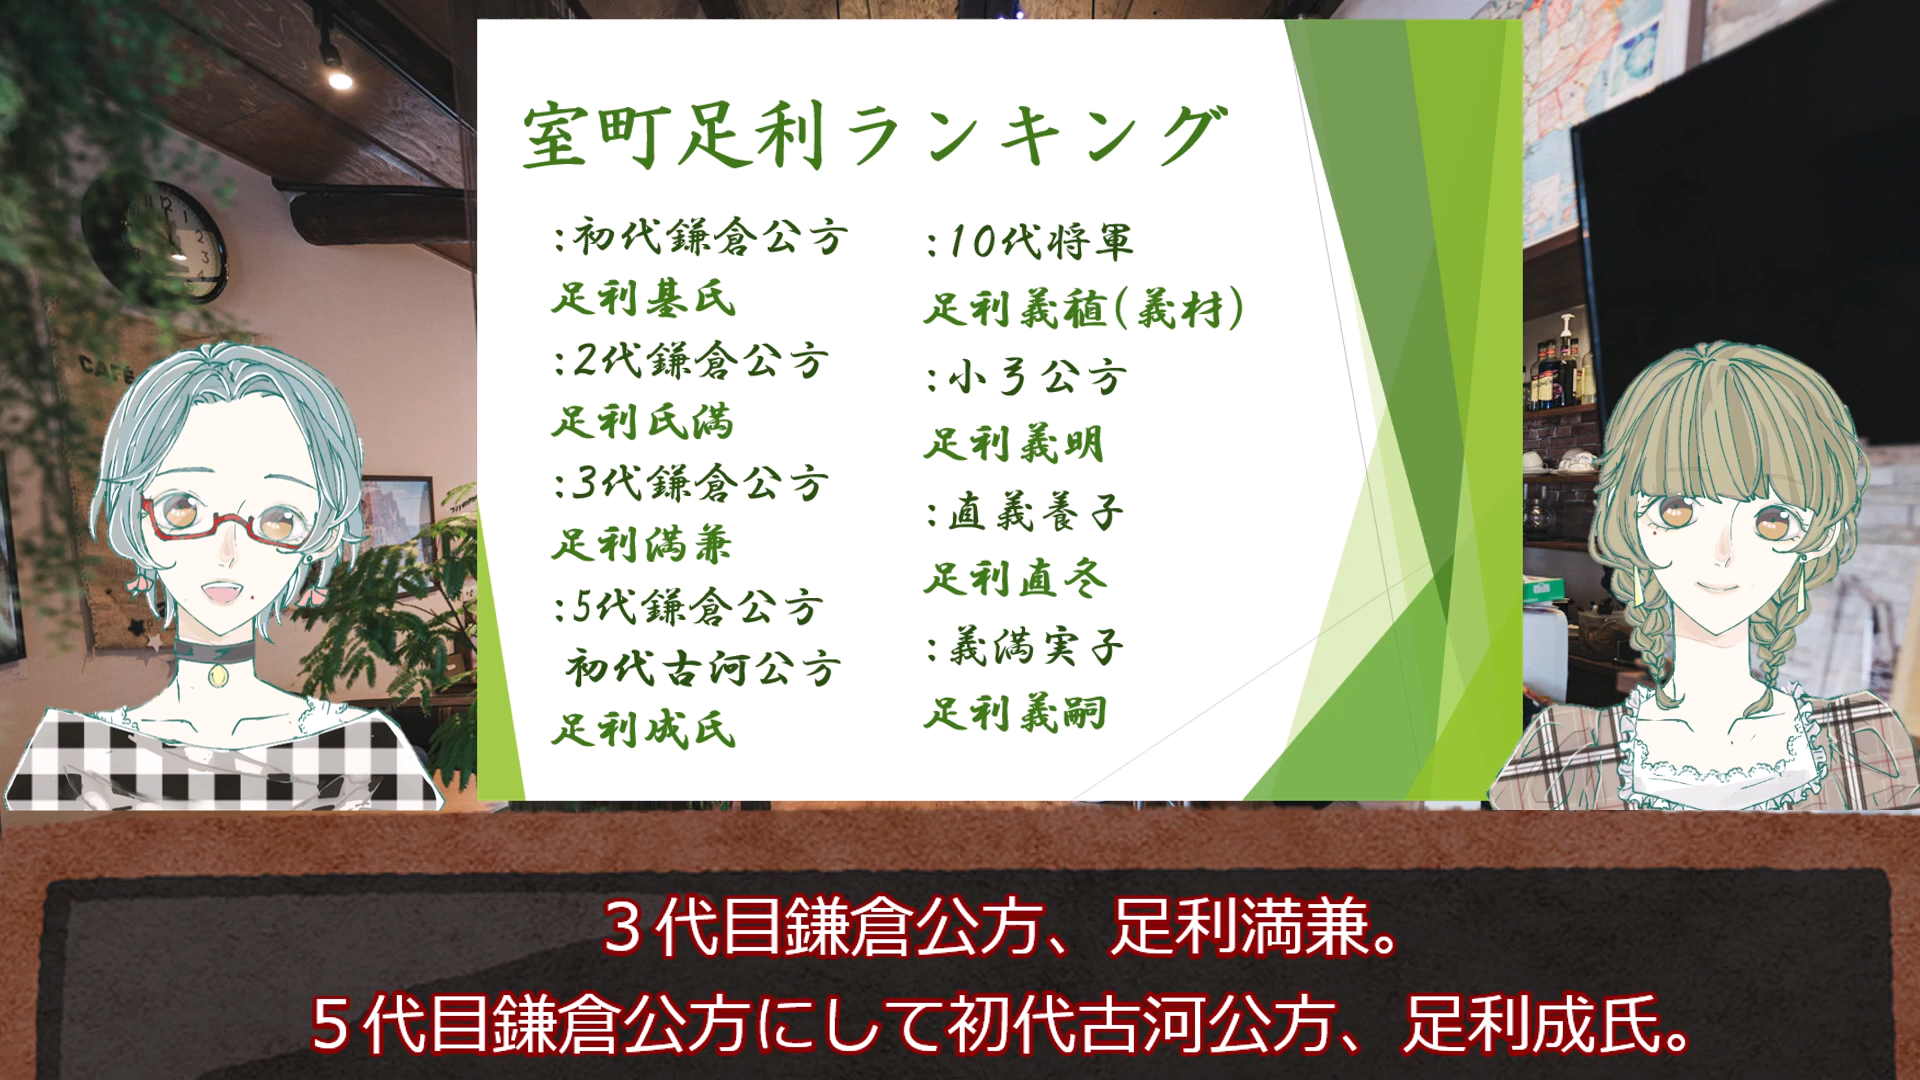 室町足利ランキング
:初代鎌倉公方
足利基氏
:2代鎌倉公方
足利氏満
:3代鎌倉公方
足利満兼
:5代鎌倉公方
初代古河公方
足利成氏
:10代将軍
足利義稙(義材)
:小弓公方
足利義明
:直義養子
足利直冬
:義満実子
足利義嗣
CAFE
３代目鎌倉公方、足利満兼。
５代目鎌倉公方にして初代古河公方、足利成氏。